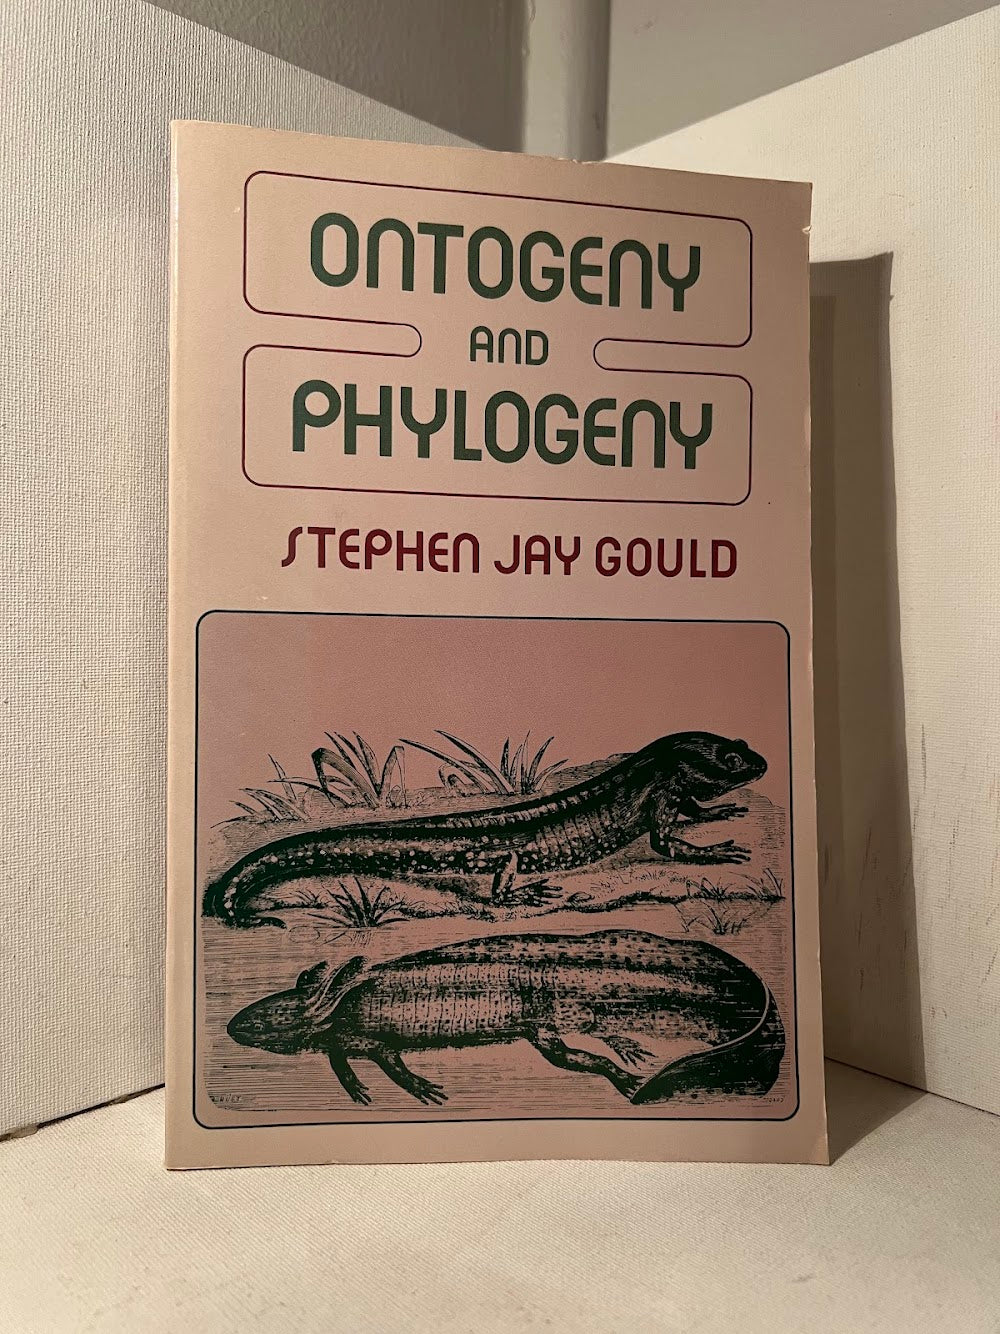 ONTOGENY
AND
PHYLOGENY
STEPHEN JAY GOULD